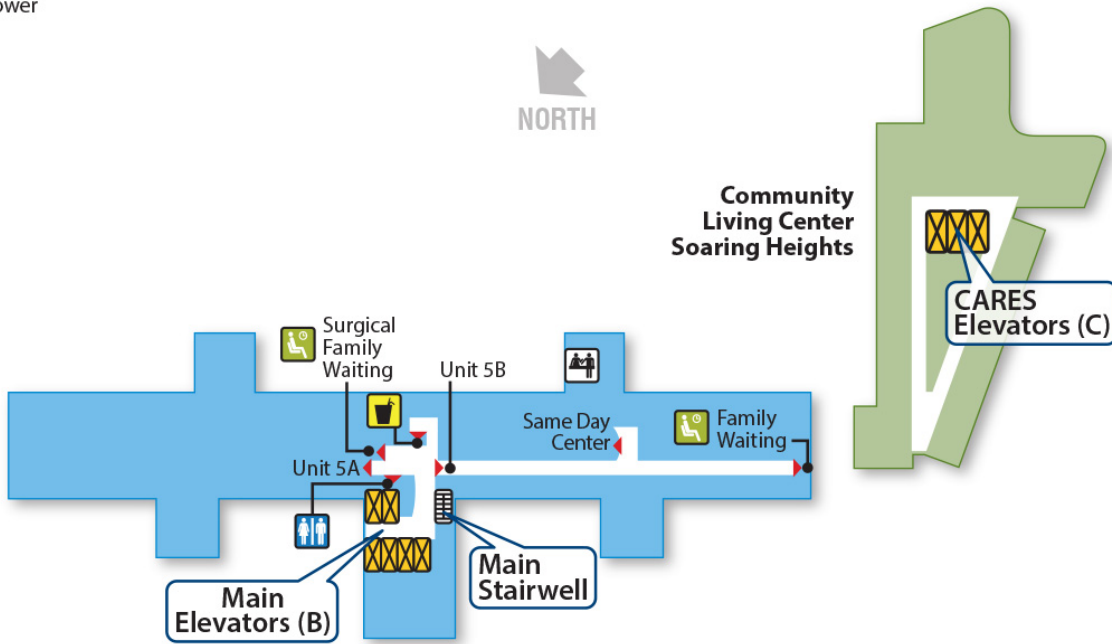 NORTH
Community
Living Center
Soaring Heights
CARES
Elevators (C)
Surgical
Family
Waiting
Unit 5B
Same Day
Center
Family
Waiting
Unit 5A
Main
Elevators (B)
Main
Stairwell